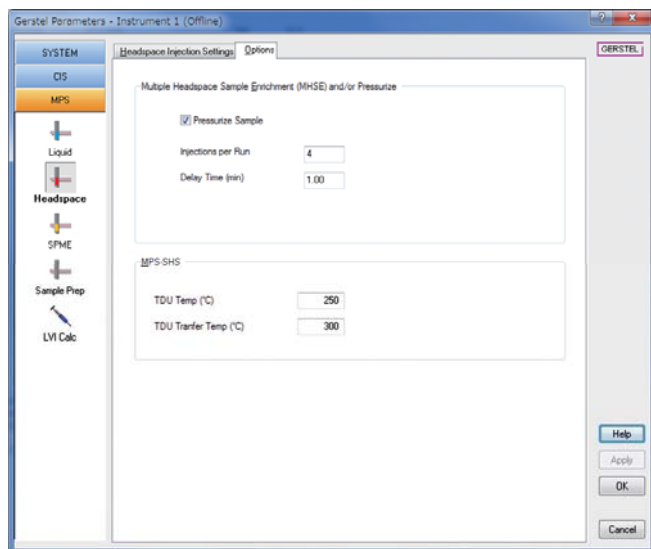 Gerstel Parameters - Instrument 1 (Offline)
SYSTEM
CIS
MPS
Liquid
Headspace
SPME
Sample Prep
LVI Calc
Headspace Injection Settings
Options
GERSTEL
Multiple Headspace Sample Enrichment (MHSE) and/or Pressurize
Pressurize Sample
Injections per Run
4
Delay Time (min)
1.00
MPS-SHS
TDU Temp (°C)
250
TDU Tranfer Temp (°C)
300
Help
Apply
OK
Cancel